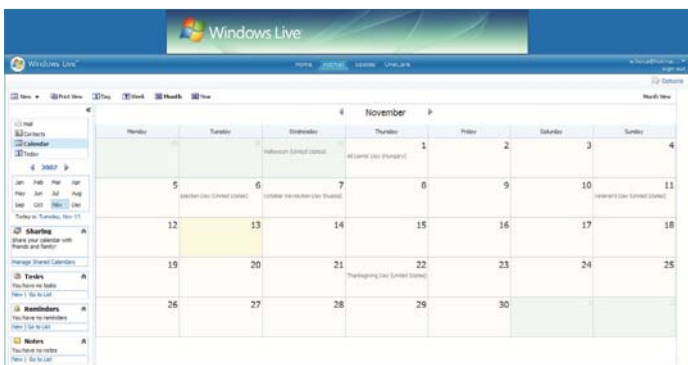 Windows Live
Windows Live™
Home Hotmail Spaces OneCare
sign out
Options
New Print View Day Week Month Year
Month View
November
Monday Tuesday Wednesday Thursday Friday Saturday Sunday
Mail
Contacts
Calendar
Today
2007
Jan Feb Mar Apr
May Jun Jul Aug
Sep Oct Nov Dec
Today is: Tuesday, Nov 13
Sharing
Share your calendar with
friends and family!
Manage Shared Calendars
Tasks
You have no tasks
New | Go to List
Reminders
You have no reminders
New | Go to List
Notes
You have no notes
New | Go to List
Halloween (United States)
1 2 3 4
All Saints' Day (Hungary)
5 6 7 8 9 10 11
Election Day (United States) October Revolution Day (Russia) Veteran's Day (United States)
12 13 14 15 16 17 18
19 20 21 22 23 24 25
Thanksgiving Day (United States)
26 27 28 29 30